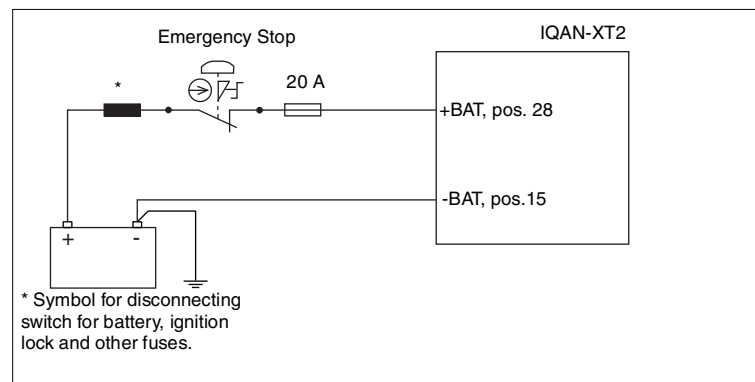 IQAN-XT2
Emergency Stop
*
20 A
+BAT, pos. 28
-BAT, pos.15
+ -
* Symbol for disconnecting
switch for battery, ignition
lock and other fuses.